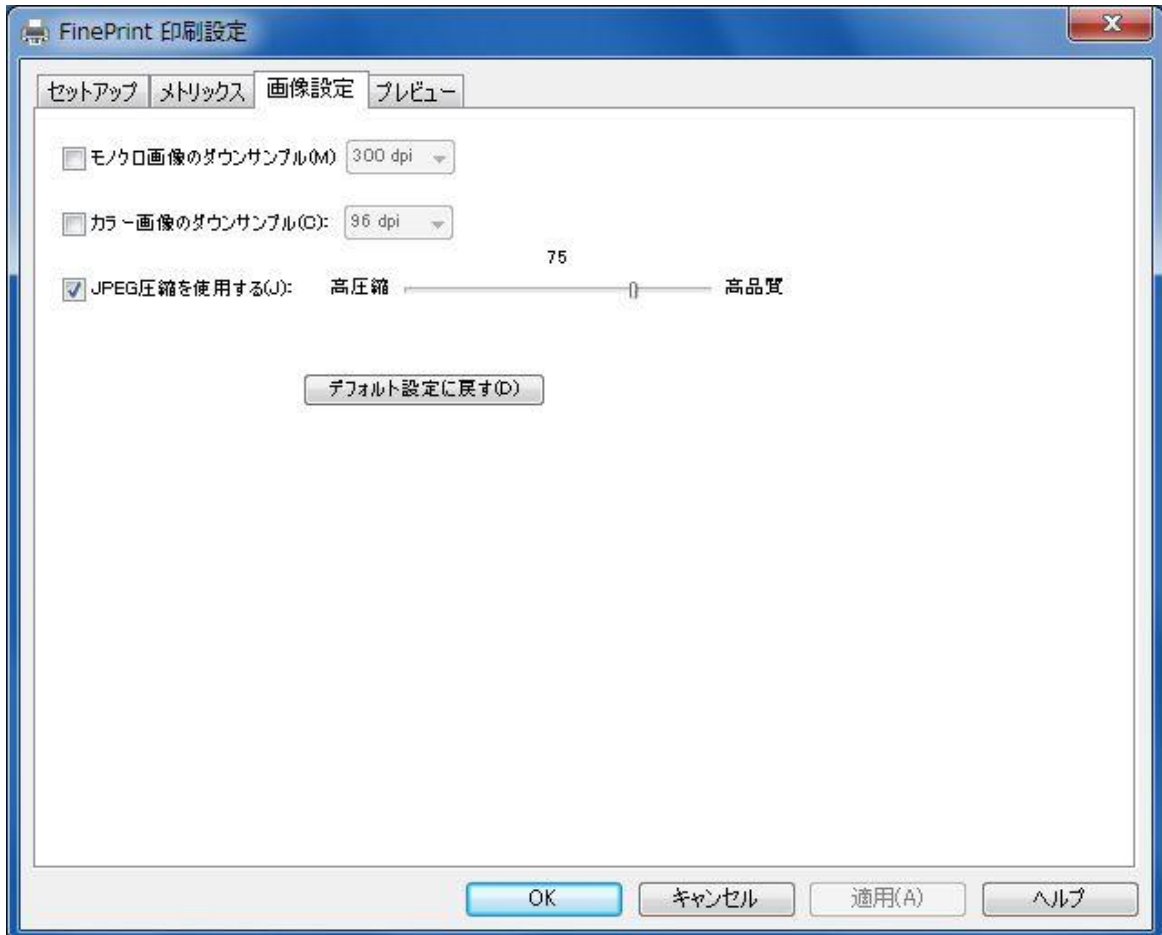 FinePrint 印刷設定
セットアップ メトリックス 画像設定 プレビュー
モノクロ画像のダウンサンプル(M) 300 dpi
カラー画像のダウンサンプル(C): 96 dpi
75
JPEG圧縮を使用する(J): 高圧縮 高品質
デフォルト設定に戻す(D)
OK キャンセル 適用(A) ヘルプ